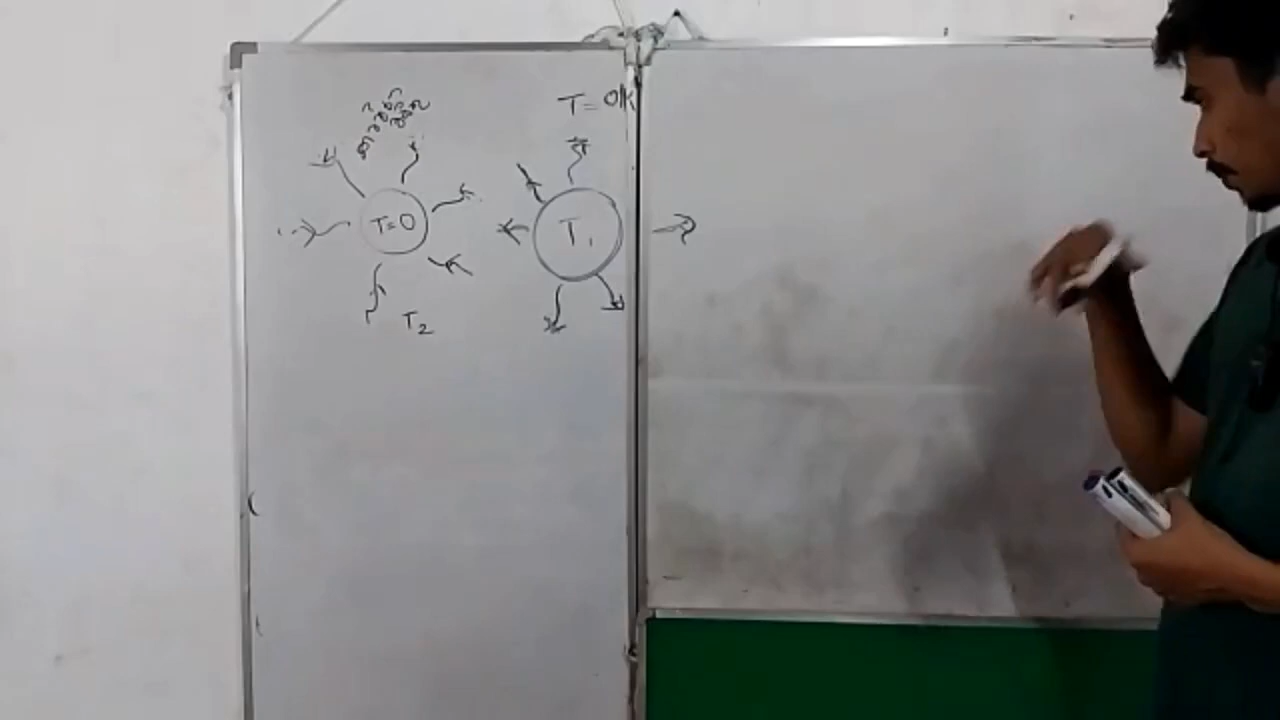 T = 0K
T=0
T₁
T₂